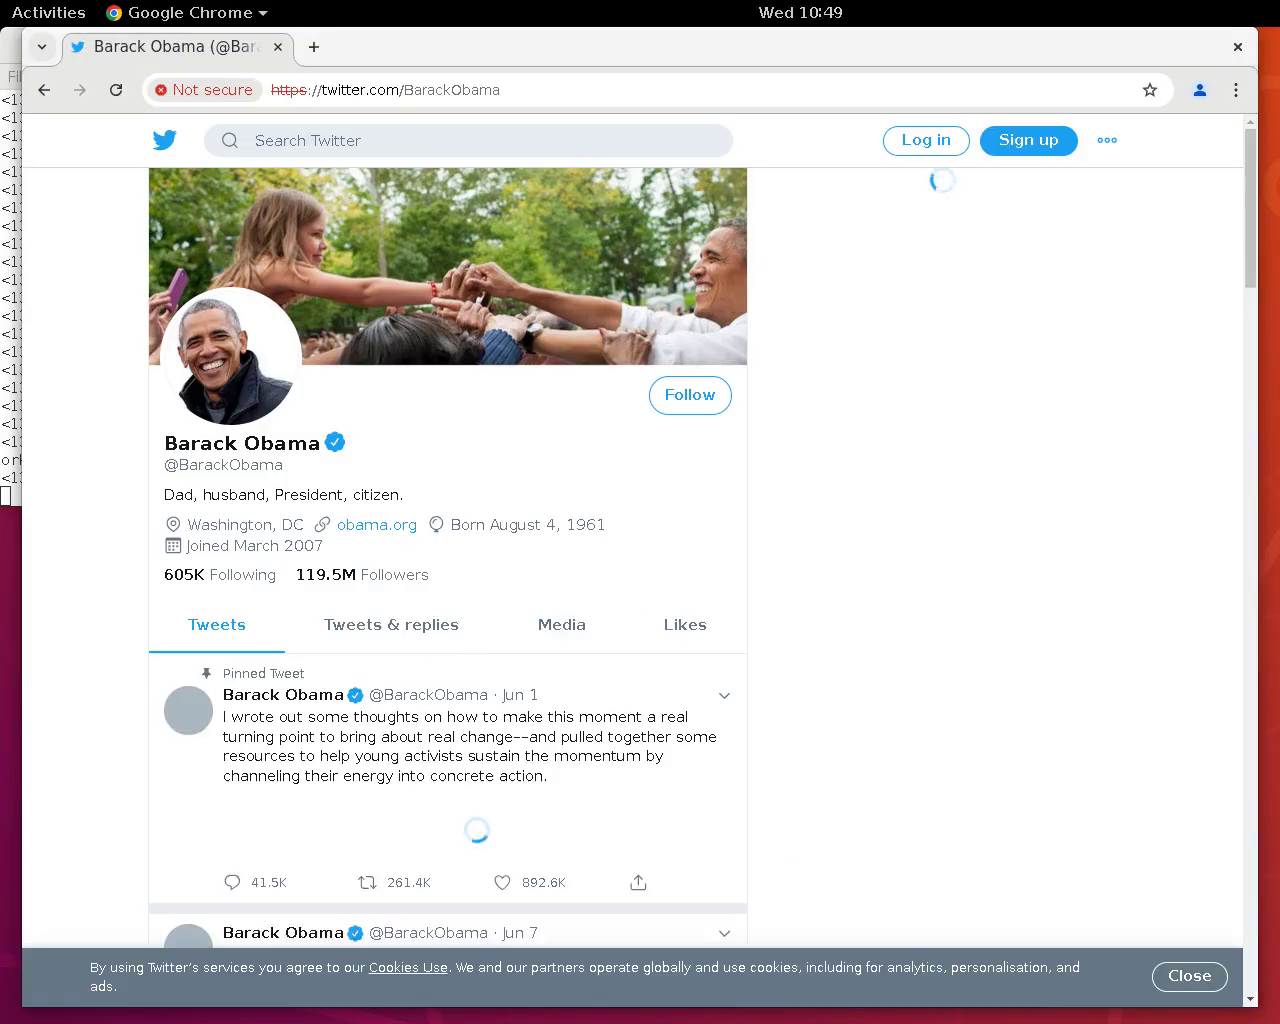 Activities Google Chrome Wed 10:49
Barack Obama (@Bar
Not secure https://twitter.com/BarackObama
Search Twitter Log in Sign up
Follow
Barack Obama
@BarackObama
Dad, husband, President, citizen.
Washington, DC obama.org Born August 4, 1961
Joined March 2007
605K Following 119.5M Followers
Tweets Tweets & replies Media Likes
Pinned Tweet
Barack Obama @BarackObama · Jun 1
I wrote out some thoughts on how to make this moment a real
turning point to bring about real change--and pulled together some
resources to help young activists sustain the momentum by
channeling their energy into concrete action.
41.5K 261.4K 892.6K
Barack Obama @BarackObama · Jun 7
By using Twitter's services you agree to our Cookies Use. We and our partners operate globally and use cookies, including for analytics, personalisation, and
ads.
Close